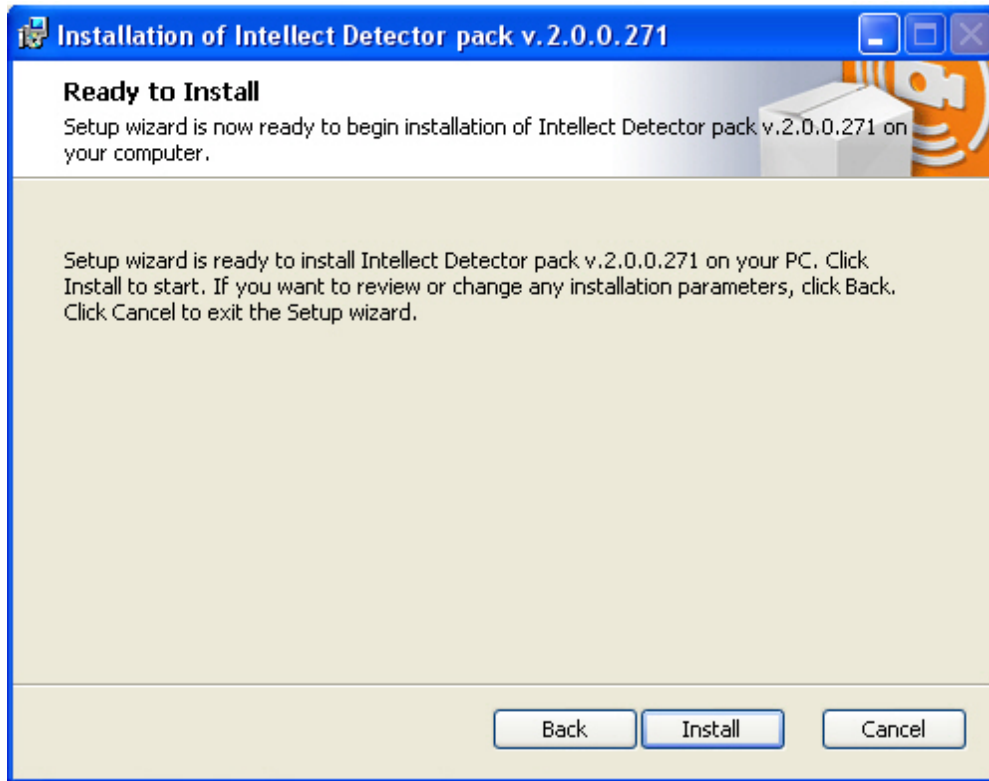 Installation of Intellect Detector pack v.2.0.0.271
Ready to Install
Setup wizard is now ready to begin installation of Intellect Detector pack v.2.0.0.271 on
your computer.
Setup wizard is ready to install Intellect Detector pack v.2.0.0.271 on your PC. Click
Install to start. If you want to review or change any installation parameters, click Back.
Click Cancel to exit the Setup wizard.
Back Install Cancel